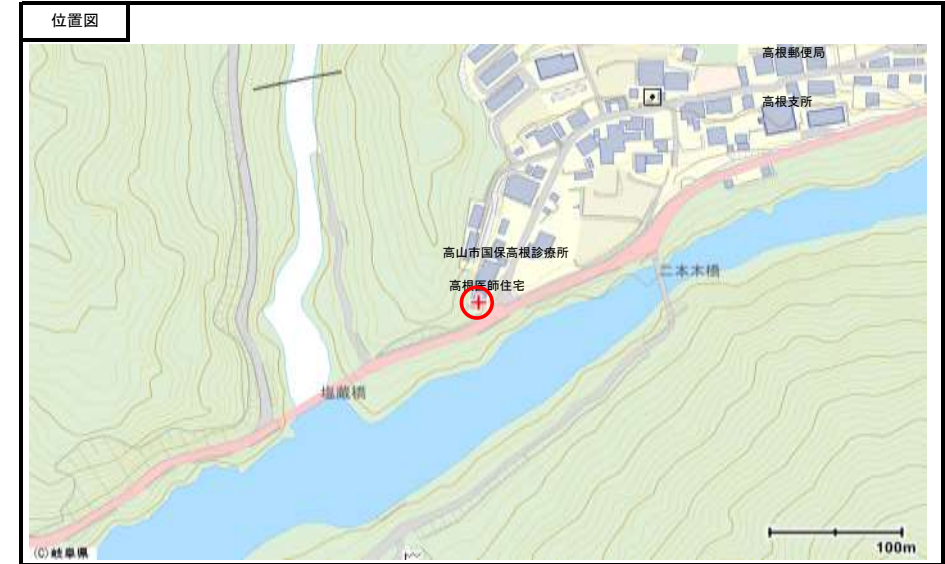 位置図
高根郵便局
高根支所
高山市国保高根診療所
高根医師住宅
二本木橋
塩蔵橋
(C)岐阜県
100m